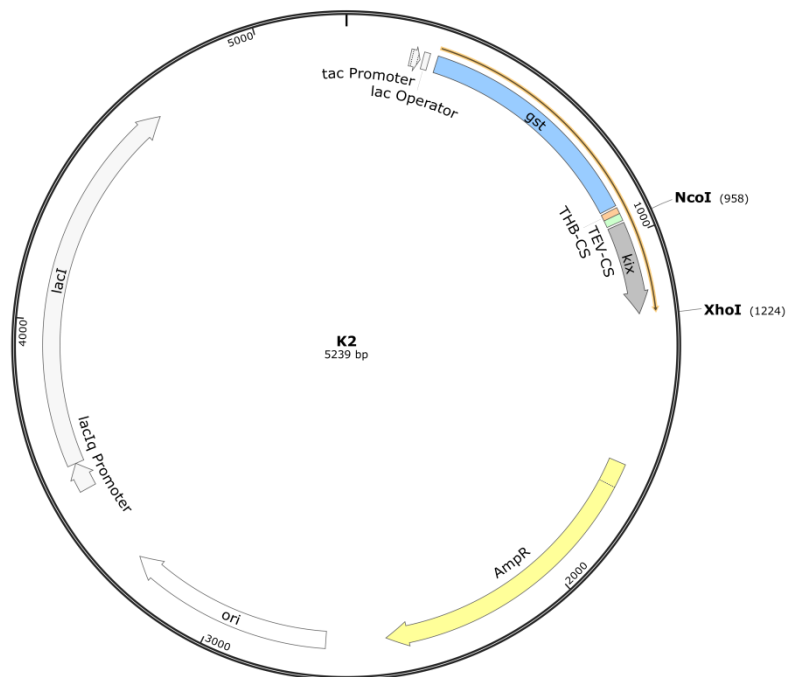 5000
tac Promoter
lac Operator
gst
NcoI (958)
1000
THB-CS
TEV-CS
kix
lacI
XhoI (1224)
4000
K2
5239 bp
lacIq Promoter
AmpR
2000
ori
3000